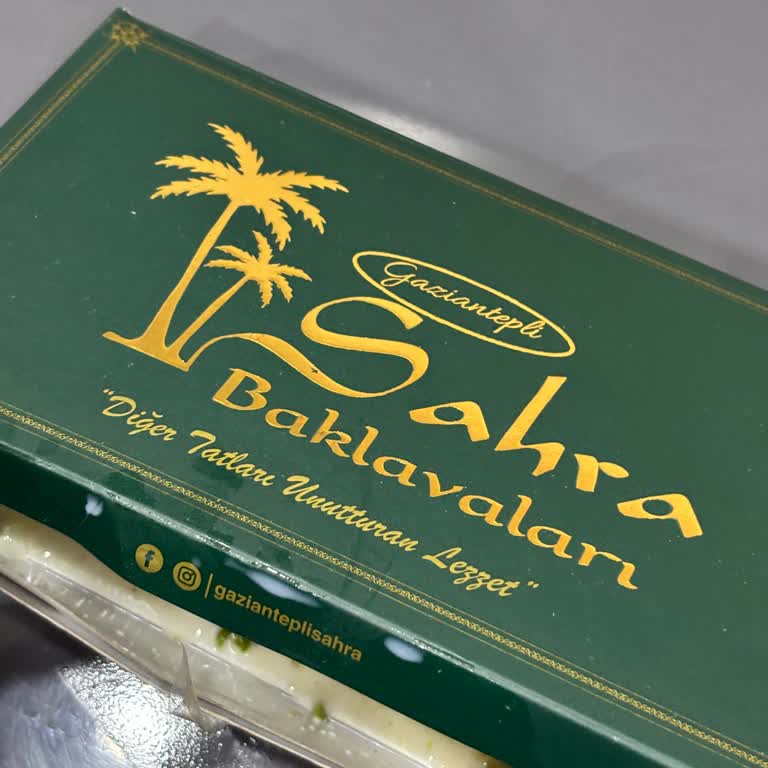 Gaziantepli
Sahra
Baklavaları
"Diğer Tatları Unutturan Lezzet"
gazianteplisahra